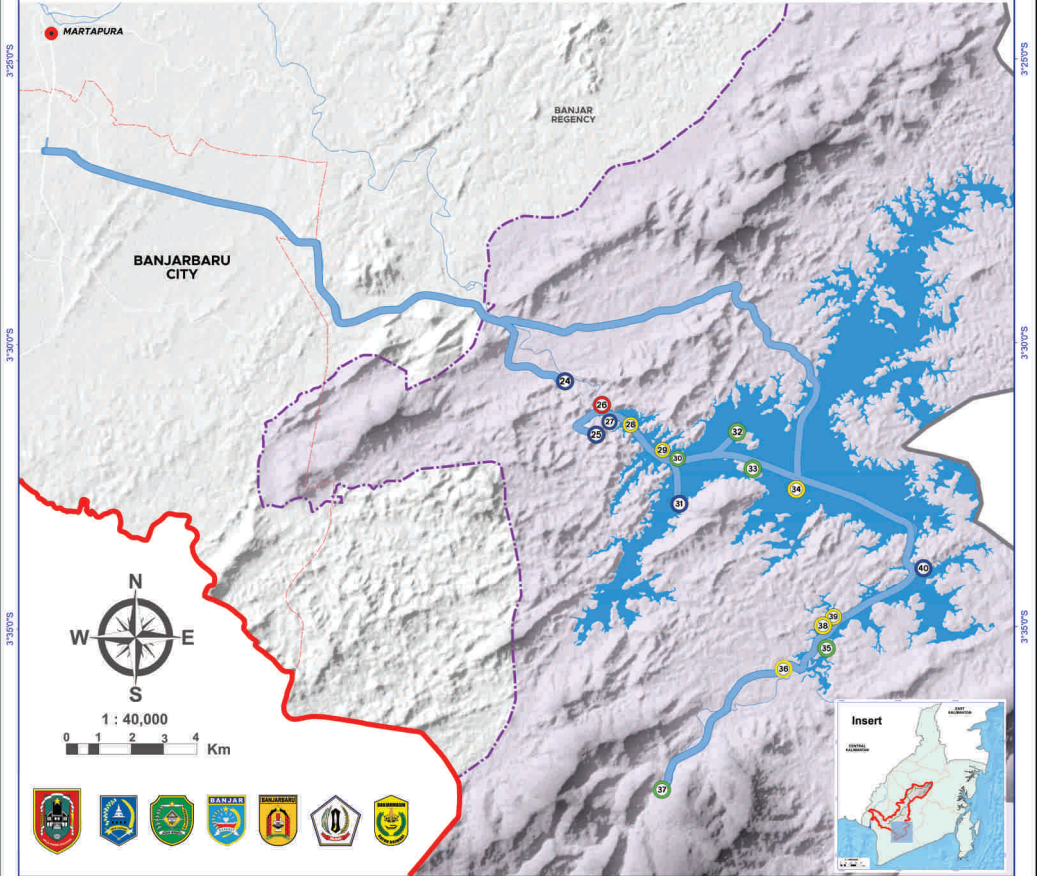 MARTAPURA
3°25'0"S
3°25'0"S
BANJAR
REGENCY
BANJARBARU
CITY
3°30'0"S
3°30'0"S
24
26
27
28
25
32
29
30
33
34
31
40
39
38
35
36
37
3°35'0"S
3°35'0"S
N
W
E
S
1 : 40,000
0
1
2
3
4
Km
Insert
EAST
KALIMANTAN
CENTRAL
KALIMANTAN
BANJAR
BANJARBARU
BANJARMASIN